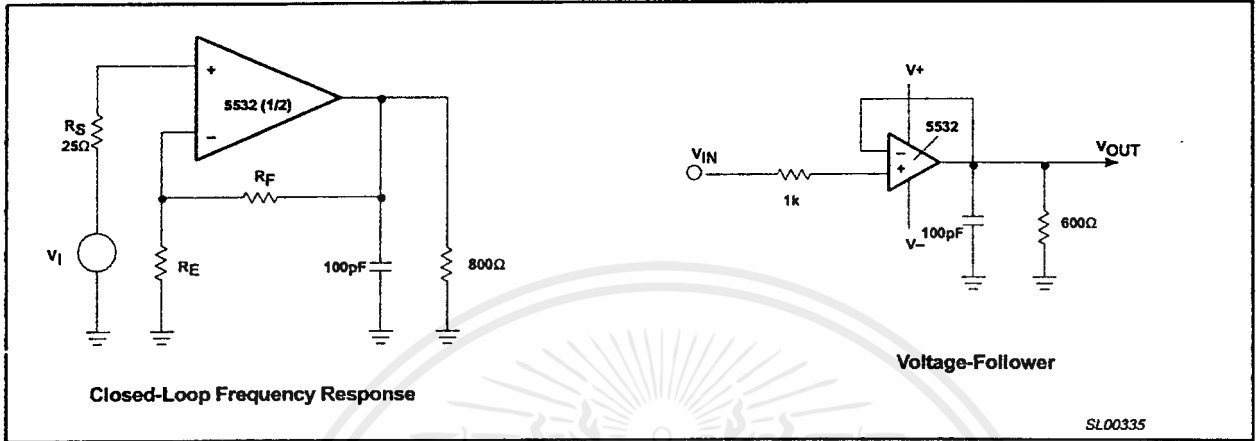 5532 (1/2)
+
−
RS
25Ω
RF
VI
RE
100pF
800Ω
Closed-Loop Frequency Response
V+
5532
VIN
−
+
VOUT
1k
100pF
V−
600Ω
Voltage-Follower
SL00335